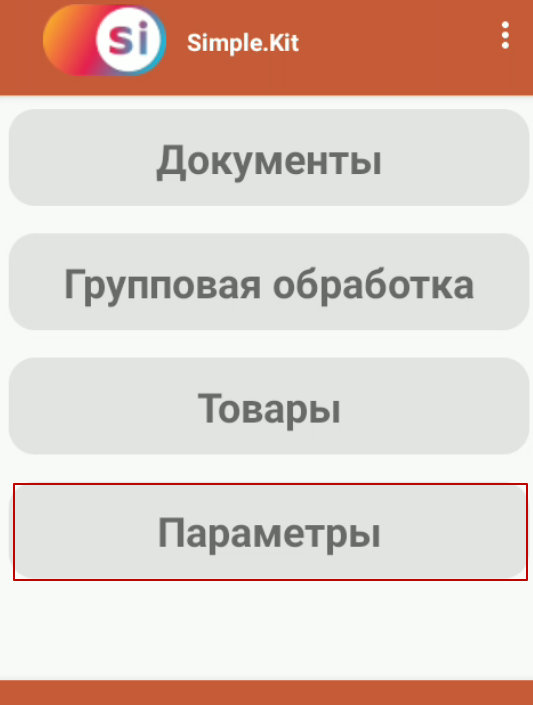 Si
Simple.Kit
Документы
Групповая обработка
Товары
Параметры